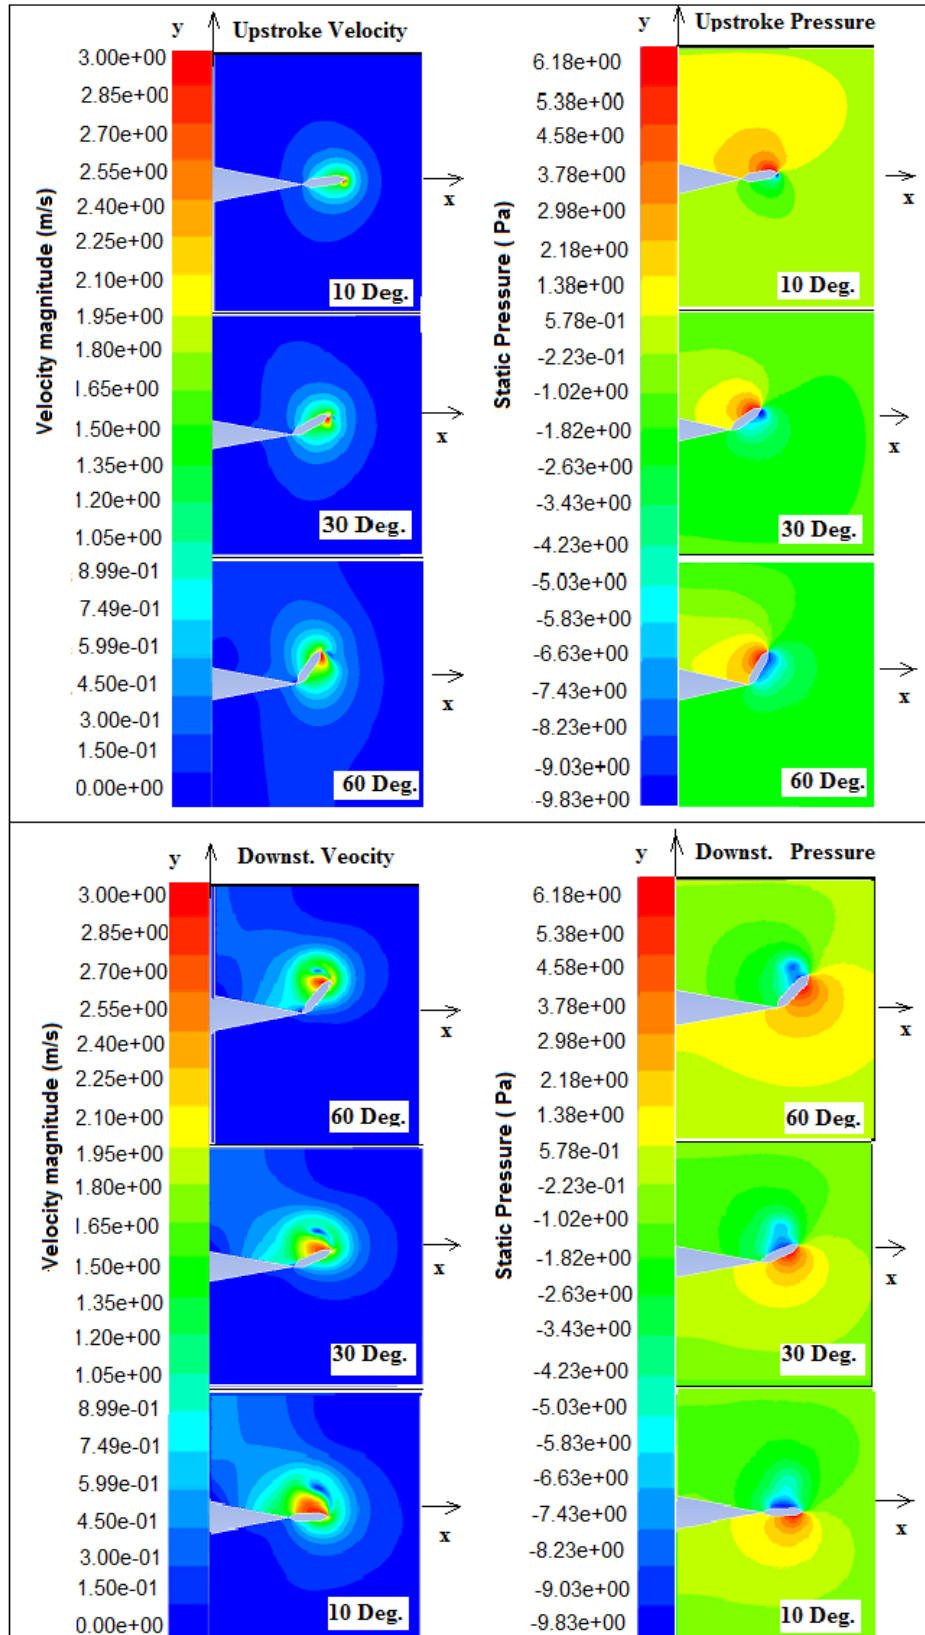 y
Upstroke Velocity
3.00e+00
2.85e+00
2.70e+00
2.55e+00
2.40e+00
2.25e+00
2.10e+00
1.95e+00
1.80e+00
1.65e+00
1.50e+00
1.35e+00
1.20e+00
1.05e+00
8.99e-01
7.49e-01
5.99e-01
4.50e-01
3.00e-01
1.50e-01
0.00e+00
Velocity magnitude (m/s)
x
10 Deg.
x
30 Deg.
x
60 Deg.
y
Upstroke Pressure
6.18e+00
5.38e+00
4.58e+00
3.78e+00
2.98e+00
2.18e+00
1.38e+00
5.78e-01
-2.23e-01
-1.02e+00
-1.82e+00
-2.63e+00
-3.43e+00
-4.23e+00
-5.03e+00
-5.83e+00
-6.63e+00
-7.43e+00
-8.23e+00
-9.03e+00
-9.83e+00
Static Pressure ( Pa)
x
10 Deg.
x
30 Deg.
x
60 Deg.
y
Downst. Veocity
3.00e+00
2.85e+00
2.70e+00
2.55e+00
2.40e+00
2.25e+00
2.10e+00
1.95e+00
1.80e+00
1.65e+00
1.50e+00
1.35e+00
1.20e+00
1.05e+00
8.99e-01
7.49e-01
5.99e-01
4.50e-01
3.00e-01
1.50e-01
0.00e+00
Velocity magnitude (m/s)
x
60 Deg.
x
30 Deg.
x
10 Deg.
y
Downst. Pressure
6.18e+00
5.38e+00
4.58e+00
3.78e+00
2.98e+00
2.18e+00
1.38e+00
5.78e-01
-2.23e-01
-1.02e+00
-1.82e+00
-2.63e+00
-3.43e+00
-4.23e+00
-5.03e+00
-5.83e+00
-6.63e+00
-7.43e+00
-8.23e+00
-9.03e+00
-9.83e+00
Static Pressure ( Pa)
x
60 Deg.
x
30 Deg.
x
10 Deg.